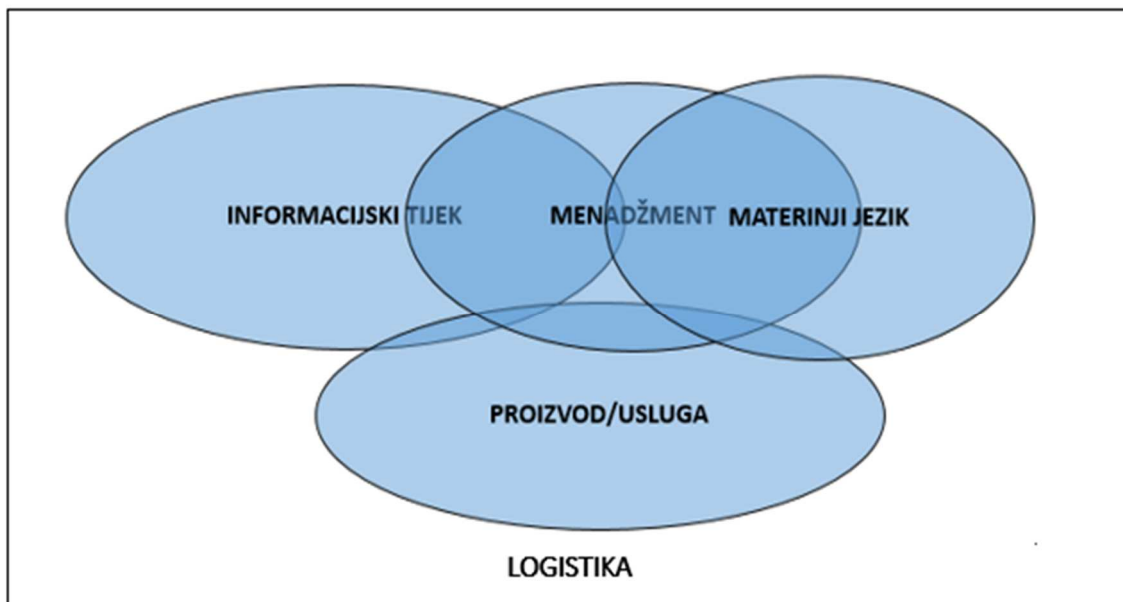 INFORMACIJSKI TIJEK
MENADŽMENT
MATERINJI JEZIK
PROIZVOD/USLUGA
LOGISTIKA